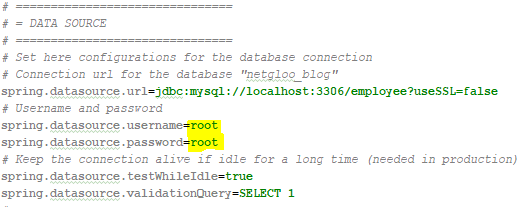 # ===============================
# = DATA SOURCE
# ===============================
# Set here configurations for the database connection
# Connection url for the database "netgloo_blog"
spring.datasource.url=jdbc:mysql://localhost:3306/employee?useSSL=false
# Username and password
spring.datasource.username=root
spring.datasource.password=root
# Keep the connection alive if idle for a long time (needed in production)
spring.datasource.testWhileIdle=true
spring.datasource.validationQuery=SELECT 1